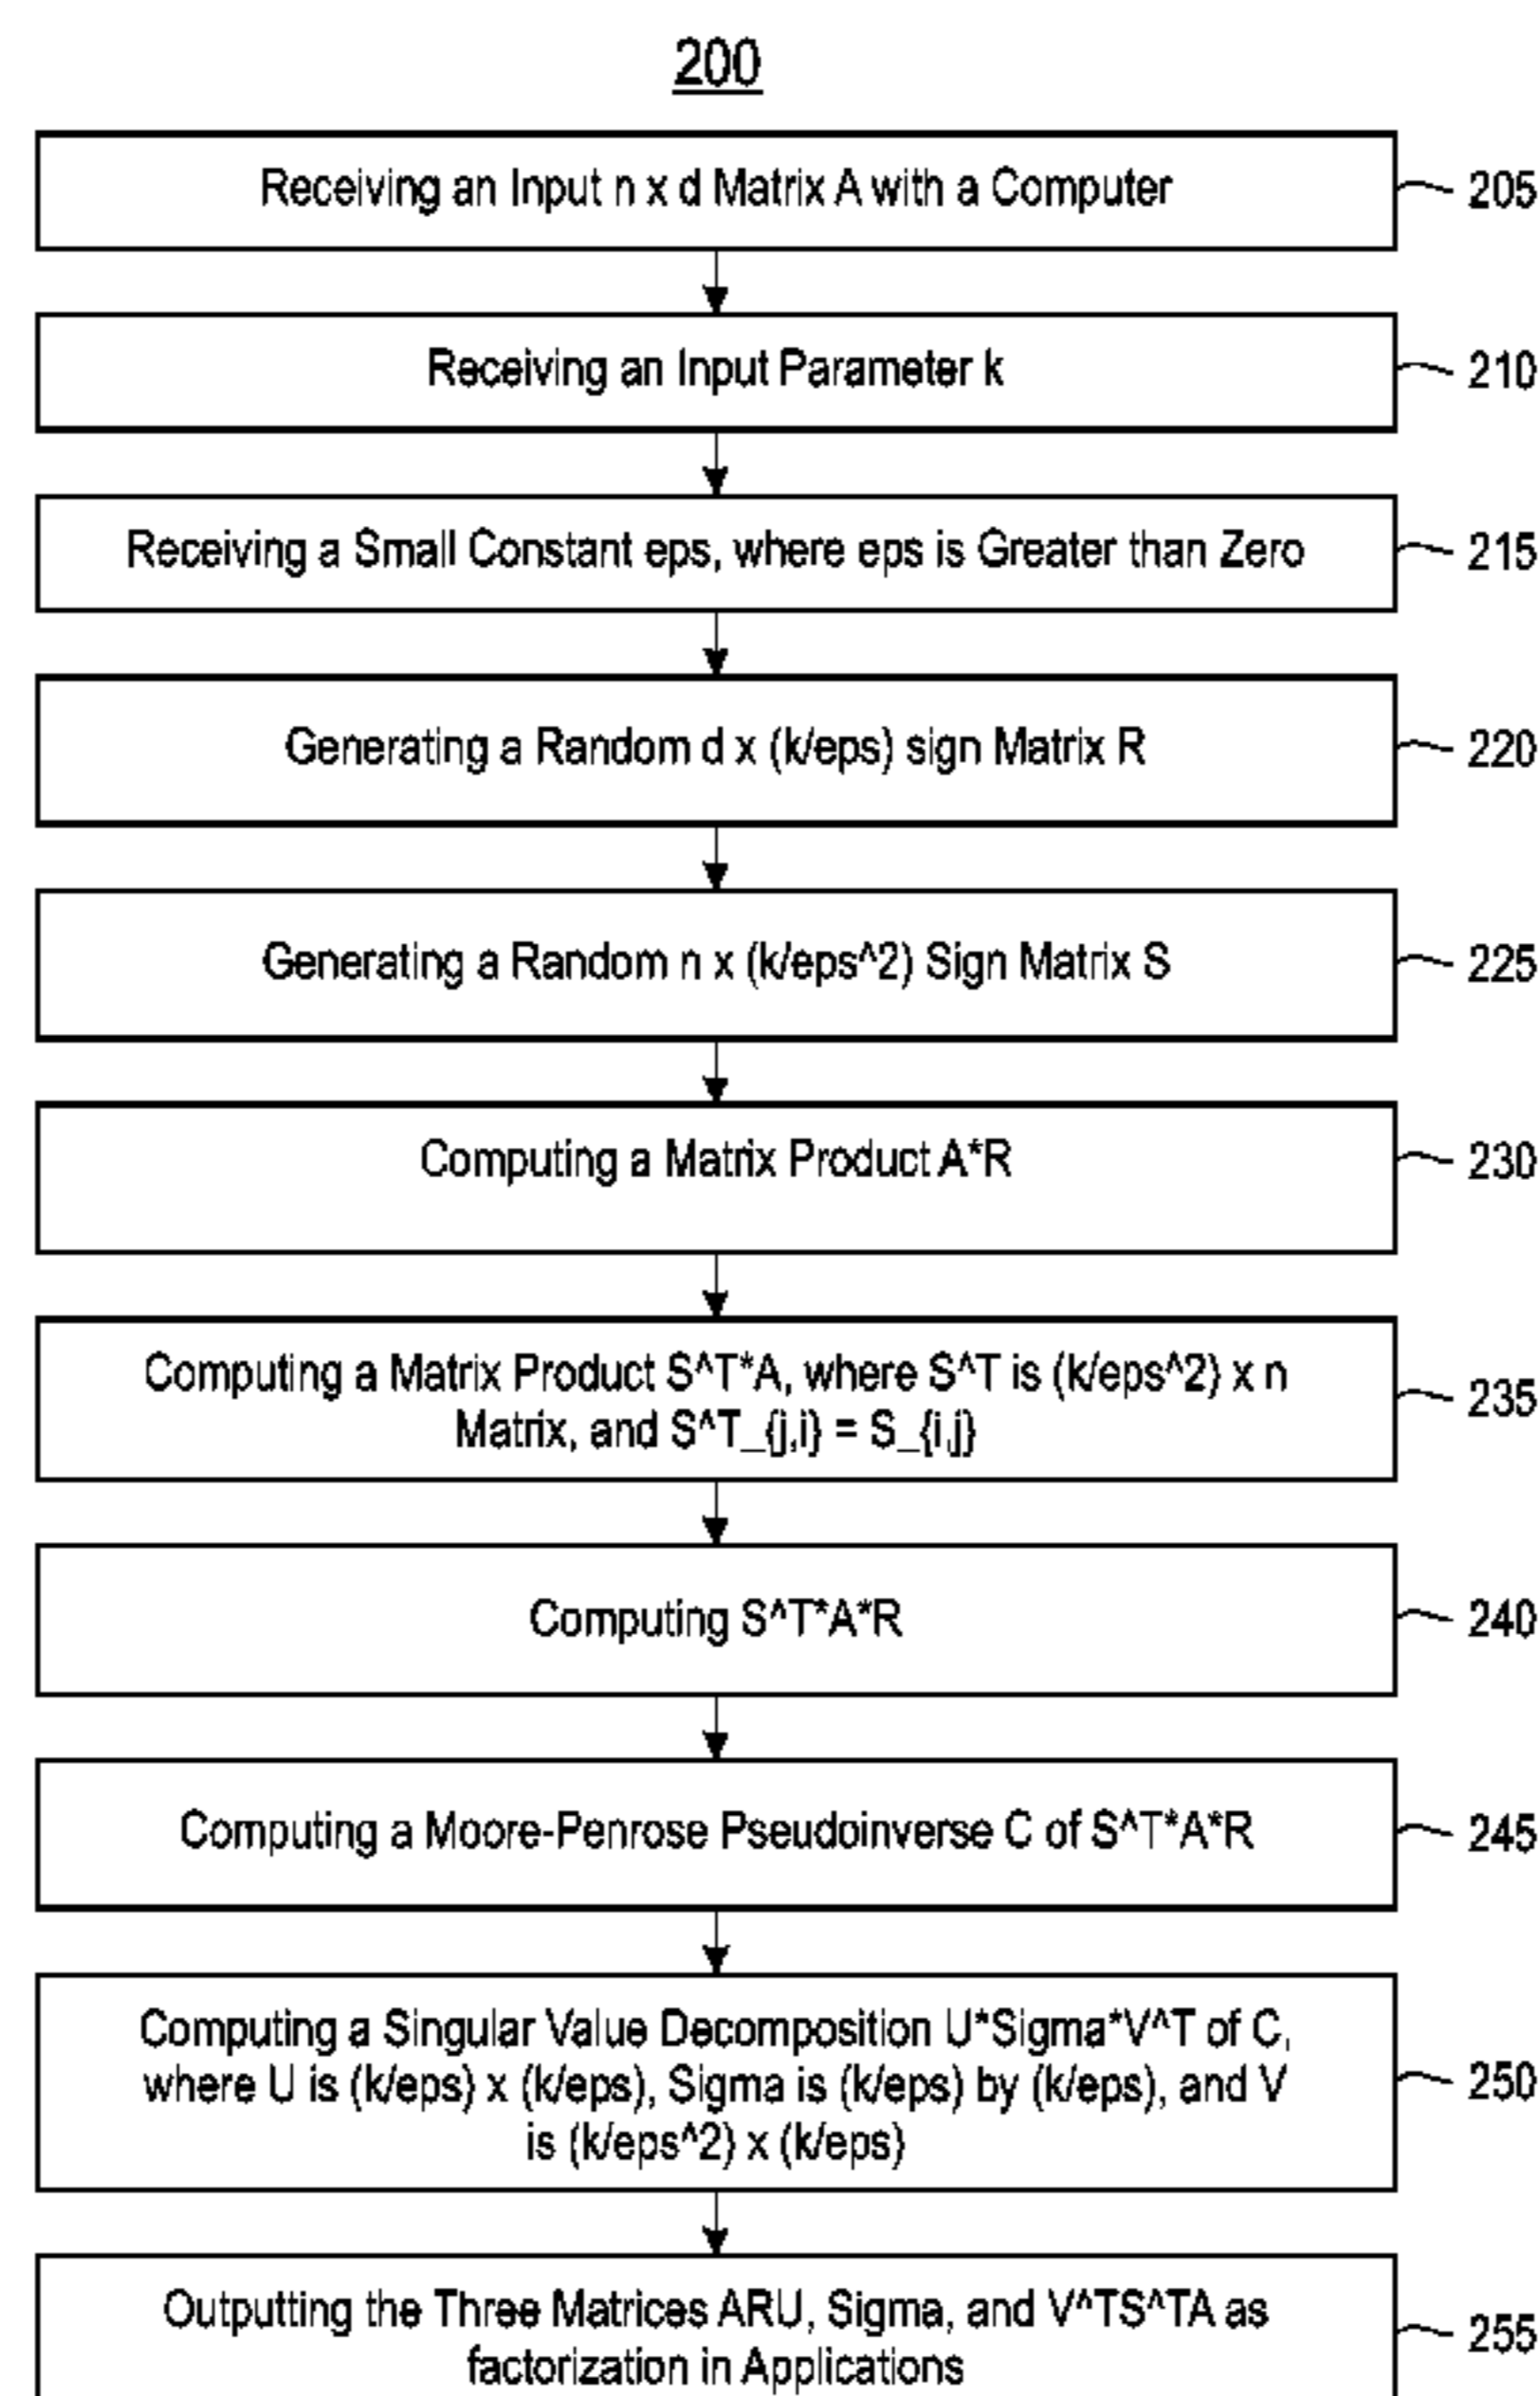 200
Receiving an Input n x d Matrix A with a Computer
205
Receiving an Input Parameter k
210
Receiving a Small Constant eps, where eps is Greater than Zero
215
Generating a Random d x (k/eps) sign Matrix R
220
Generating a Random n x (k/eps^2) Sign Matrix S
225
Computing a Matrix Product A*R
230
Computing a Matrix Product S^T*A, where S^T is (k/eps^2) x n
Matrix, and S^T_{j,i} = S_{i,j}
235
Computing S^T*A*R
240
Computing a Moore-Penrose Pseudoinverse C of S^T*A*R
245
Computing a Singular Value Decomposition U*Sigma*V^T of C,
where U is (k/eps) x (k/eps), Sigma is (k/eps) by (k/eps), and V
is (k/eps^2) x (k/eps)
250
Outputting the Three Matrices ARU, Sigma, and V^TS^TA as
factorization in Applications
255